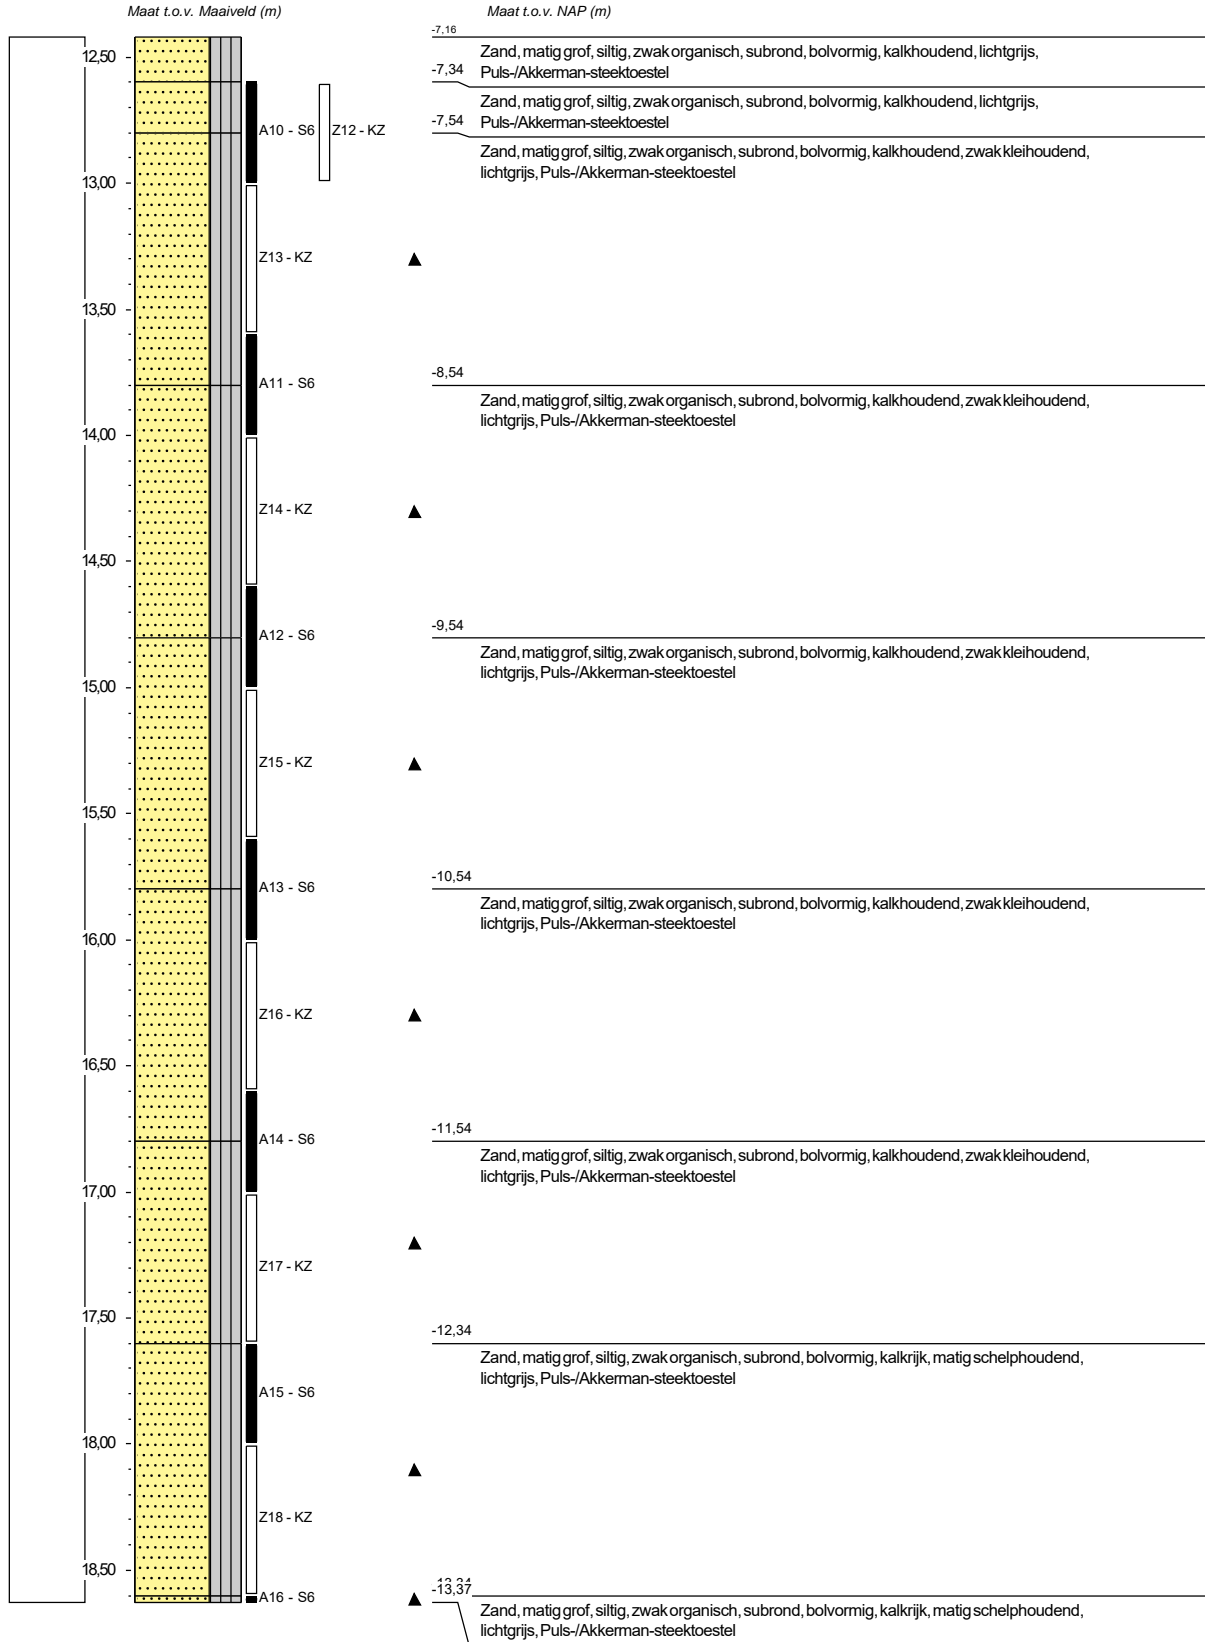 Maat t.o.v. Maaiveld (m)
Maat t.o.v. NAP (m)
-7,16
12,50
Zand, matig grof, siltig, zwak organisch, subrond, bolvormig, kalkhoudend, lichtgrijs,
Puls-/Akkerman-steektoestel
-7,34
Zand, matig grof, siltig, zwak organisch, subrond, bolvormig, kalkhoudend, lichtgrijs,
Puls-/Akkerman-steektoestel
-7,54
A10 - S6
Z12 - KZ
Zand, matig grof, siltig, zwak organisch, subrond, bolvormig, kalkhoudend, zwak kleihoudend,
lichtgrijs, Puls-/Akkerman-steektoestel
13,00
Z13 - KZ
13,50
-8,54
A11 - S6
Zand, matig grof, siltig, zwak organisch, subrond, bolvormig, kalkhoudend, zwak kleihoudend,
lichtgrijs, Puls-/Akkerman-steektoestel
14,00
Z14 - KZ
14,50
-9,54
A12 - S6
Zand, matig grof, siltig, zwak organisch, subrond, bolvormig, kalkhoudend, zwak kleihoudend,
lichtgrijs, Puls-/Akkerman-steektoestel
15,00
Z15 - KZ
15,50
-10,54
A13 - S6
Zand, matig grof, siltig, zwak organisch, subrond, bolvormig, kalkhoudend, zwak kleihoudend,
lichtgrijs, Puls-/Akkerman-steektoestel
16,00
Z16 - KZ
16,50
-11,54
A14 - S6
Zand, matig grof, siltig, zwak organisch, subrond, bolvormig, kalkhoudend, zwak kleihoudend,
lichtgrijs, Puls-/Akkerman-steektoestel
17,00
Z17 - KZ
17,50
-12,34
Zand, matig grof, siltig, zwak organisch, subrond, bolvormig, kalkrijk, matig schelphoudend,
lichtgrijs, Puls-/Akkerman-steektoestel
A15 - S6
18,00
Z18 - KZ
18,50
-13,37
A16 - S6
Zand, matig grof, siltig, zwak organisch, subrond, bolvormig, kalkrijk, matig schelphoudend,
lichtgrijs, Puls-/Akkerman-steektoestel